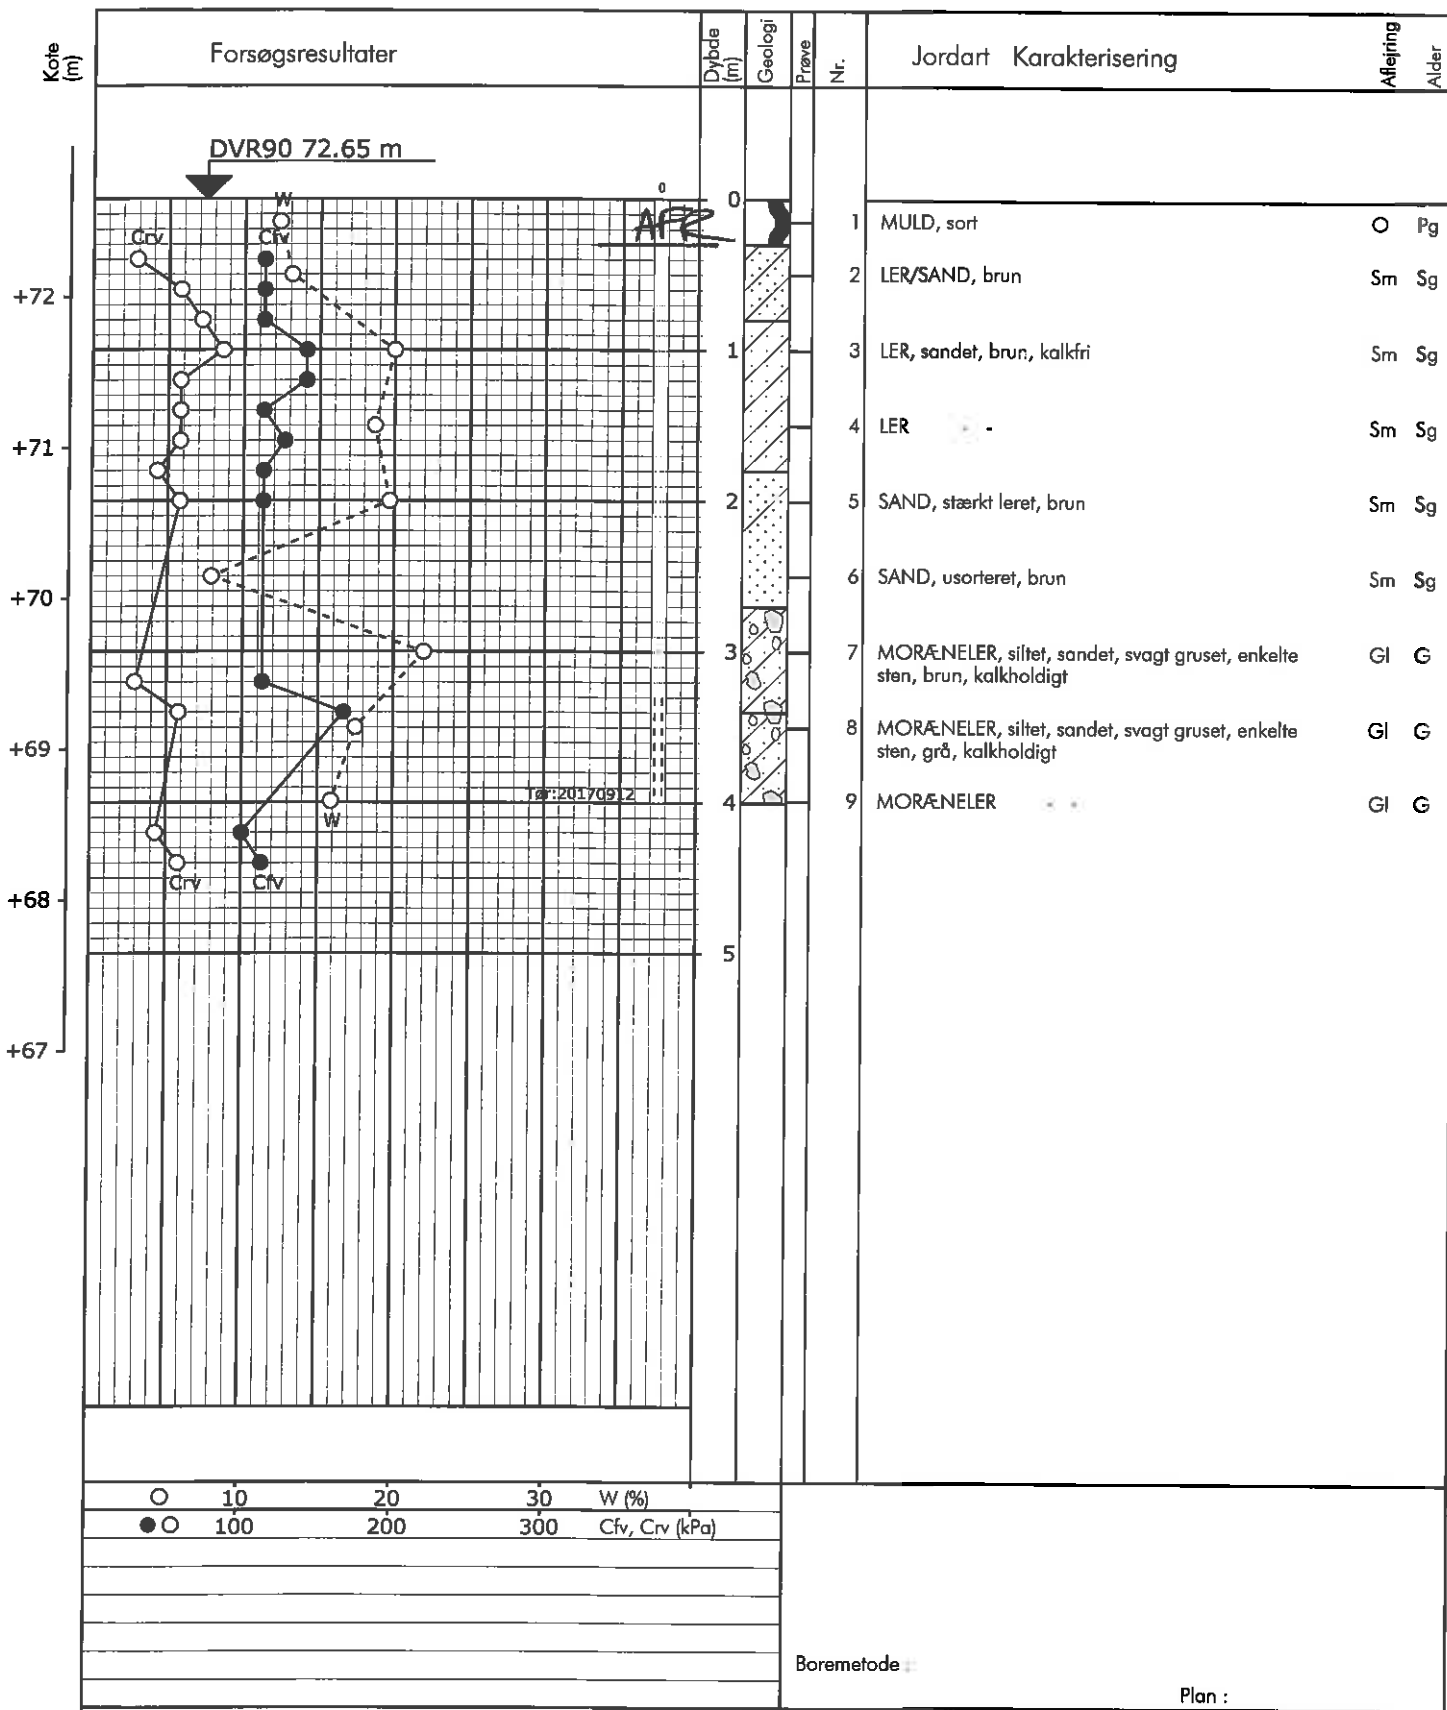 Kote (m)
Forsøgsresultater
Dybde (m)
Geologi
Prøve
Nr.
Jordart Karakterisering
Aflejring
Alder
DVR90 72.65 m
0
W
AFR
0
Crv
Cfv
1 MULD, sort O Pg
2 LER/SAND, brun Sm Sg
+72
1
3 LER, sandet, brun, kalkfri Sm Sg
4 LER - - Sm Sg
+71
2
5 SAND, stærkt leret, brun Sm Sg
6 SAND, usorteret, brun Sm Sg
+70
3
7 MORÆNELER, siltet, sandet, svagt gruset, enkelte Gl G
sten, brun, kalkholdigt
8 MORÆNELER, siltet, sandet, svagt gruset, enkelte Gl G
sten, grå, kalkholdigt
+69
Tør:20170912
4
9 MORÆNELER - - Gl G
W
Crv
Cfv
+68
5
+67
10 20 30 W (%)
100 200 300 Cfv, Crv (kPa)
Boremetode :
Plan :